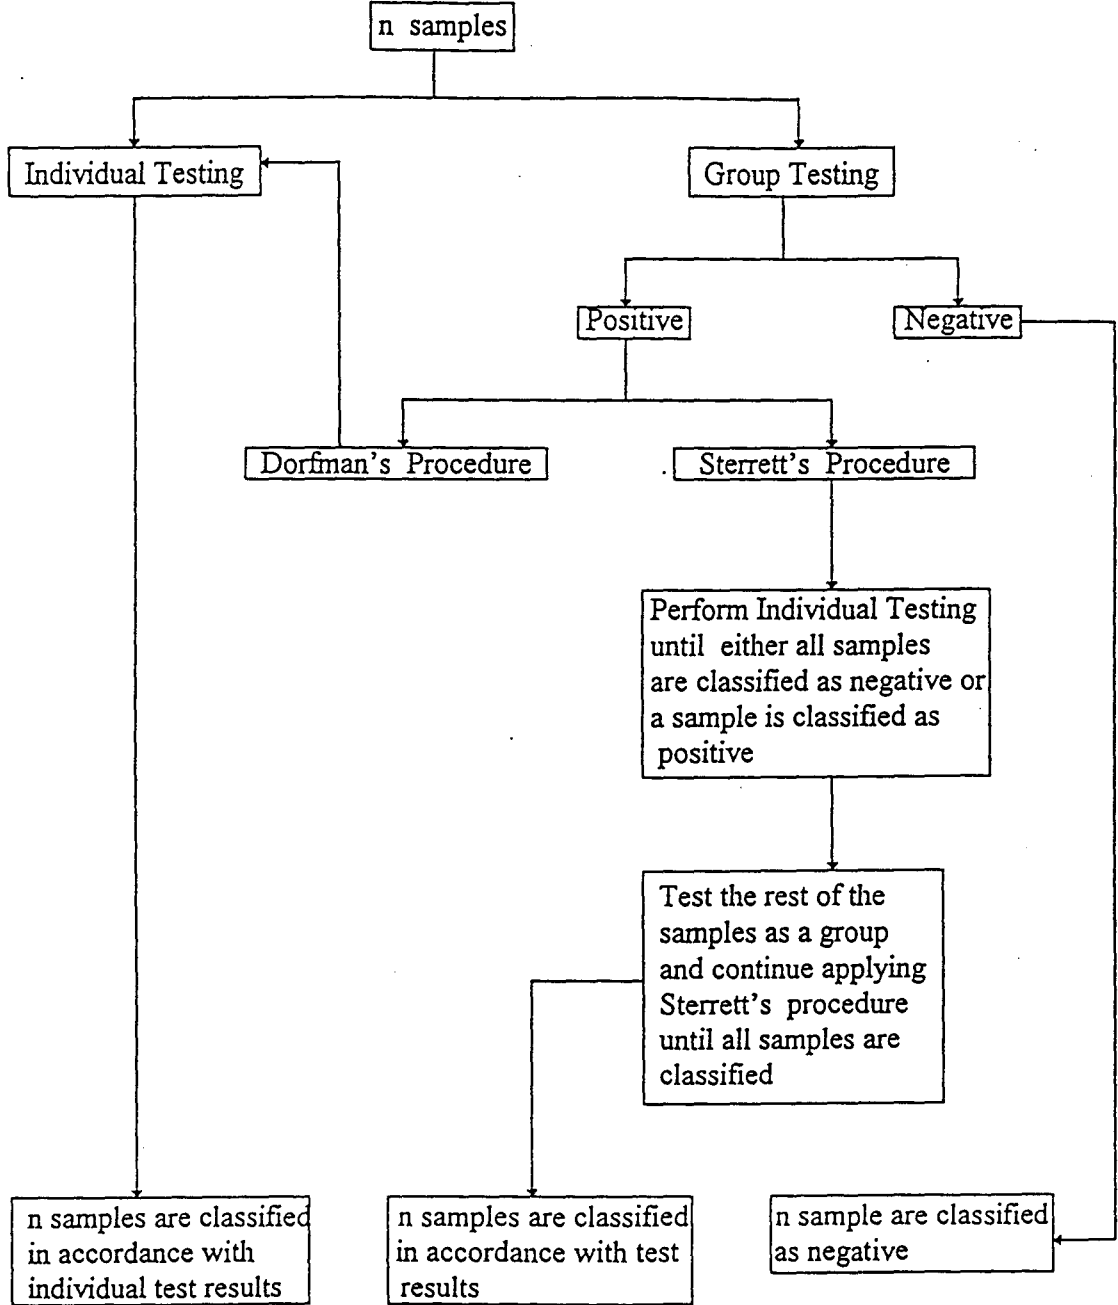 n samples
Individual Testing
Group Testing
Positive
Negative
Dorfman's Procedure
Sterrett's Procedure
Perform Individual Testing
until either all samples
are classified as negative or
a sample is classified as
positive
Test the rest of the
samples as a group
and continue applying
Sterrett's procedure
until all samples are
classified
n samples are classified
in accordance with
individual test results
n samples are classified
in accordance with test
results
n sample are classified
as negative